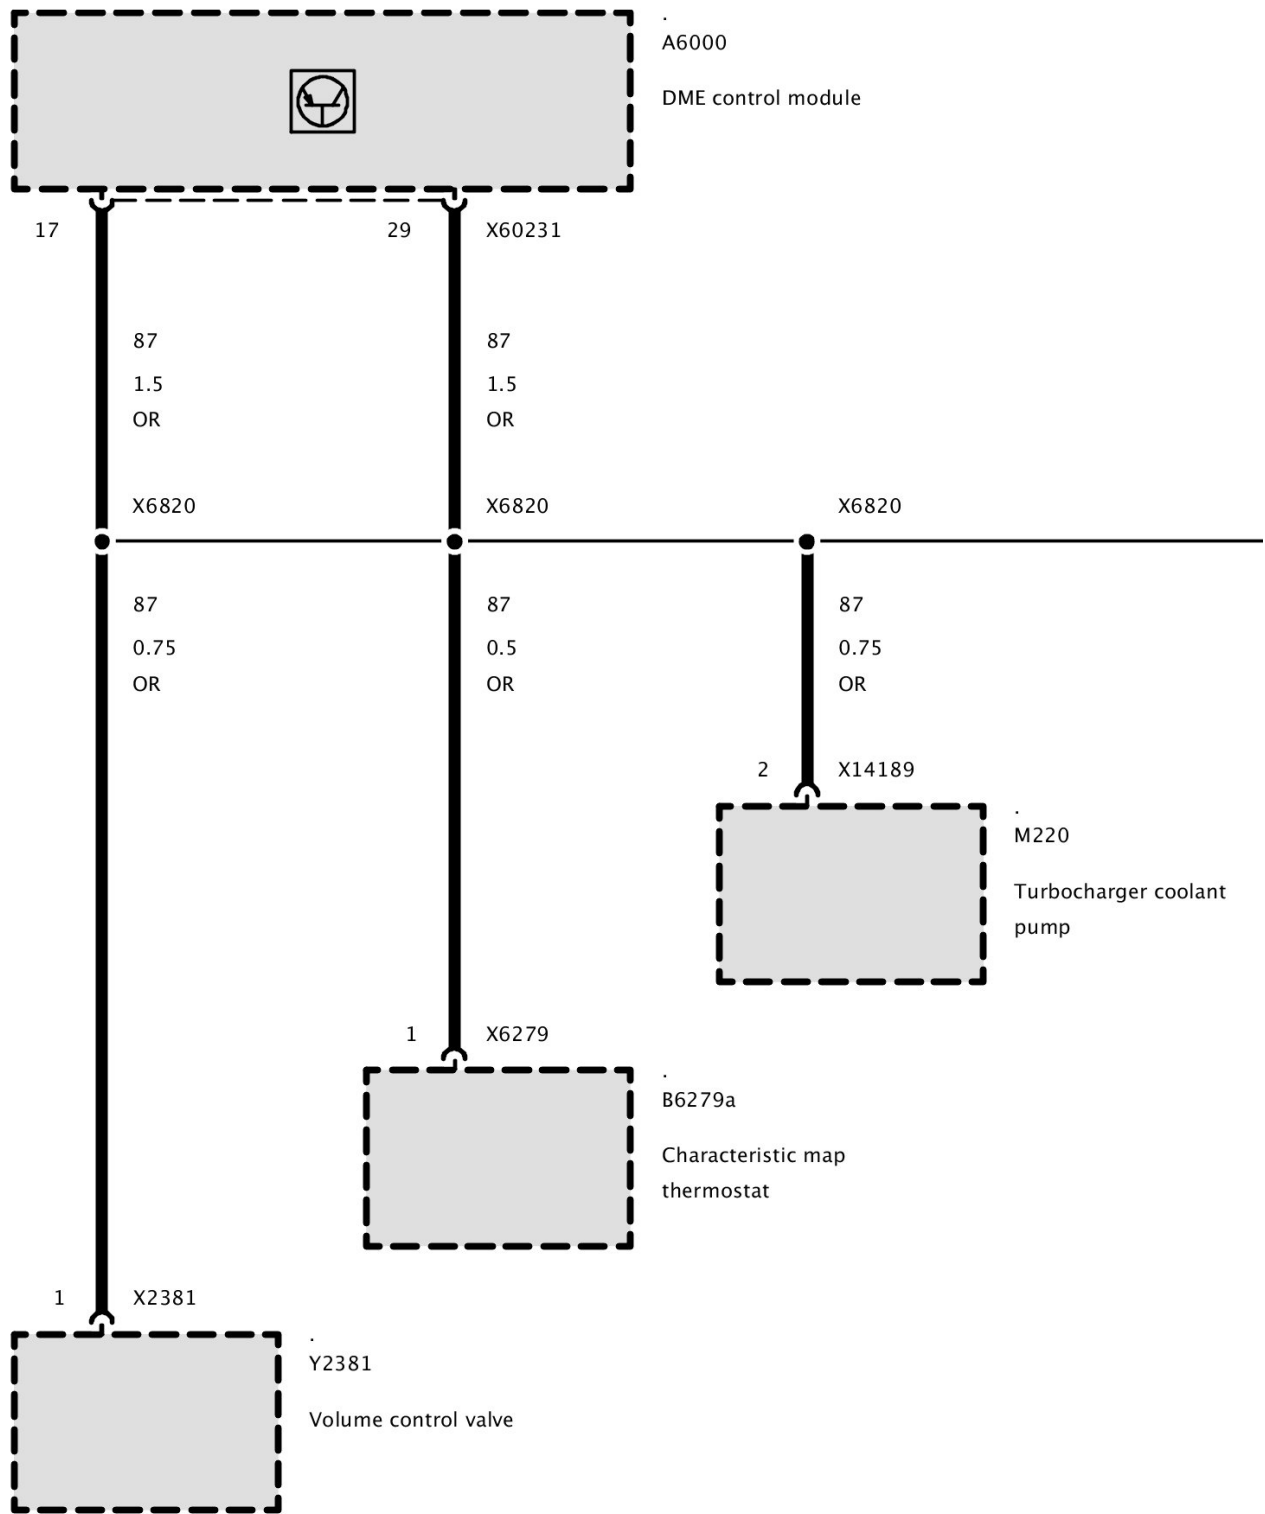 .
A6000
DME control module
17
29
X60231
87
87
1.5
1.5
OR
OR
X6820
X6820
X6820
87
87
87
0.75
0.5
0.75
OR
OR
OR
2
X14189
.
M220
Turbocharger coolant
pump
1
X6279
.
B6279a
Characteristic map
thermostat
1
X2381
.
Y2381
Volume control valve